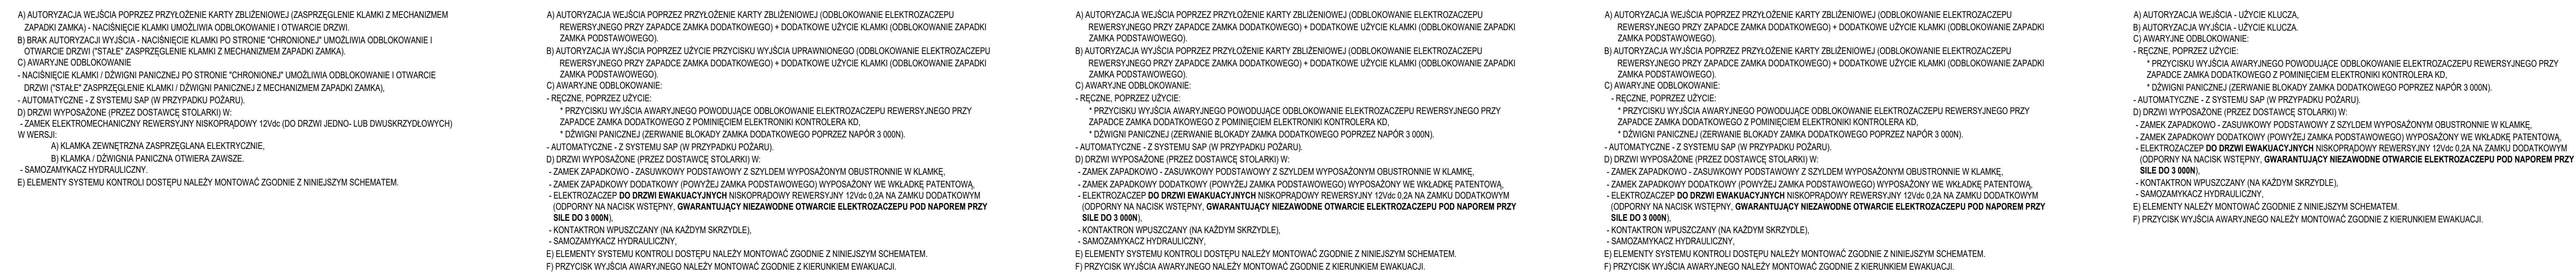 A) AUTORYZACJA WEJŚCIA POPRZEZ PRZYŁOŻENIE KARTY ZBLIŻENIOWEJ (ZASPRZĘGLENIE KLAMKI Z MECHANIZMEM
ZAPADKI ZAMKA) - NACIŚNIĘCIE KLAMKI UMOŻLIWIA ODBLOKOWANIE I OTWARCIE DRZWI.
B) BRAK AUTORYZACJI WYJŚCIA - NACIŚNIĘCIE KLAMKI PO STRONIE "CHRONIONEJ" UMOŻLIWIA ODBLOKOWANIE I
OTWARCIE DRZWI ("STAŁE" ZASPRZĘGLENIE KLAMKI Z MECHANIZMEM ZAPADKI ZAMKA).
C) AWARYJNE ODBLOKOWANIE
- NACIŚNIĘCIE KLAMKI / DŹWIGNI PANICZNEJ PO STRONIE "CHRONIONEJ" UMOŻLIWIA ODBLOKOWANIE I OTWARCIE
DRZWI ("STAŁE" ZASPRZĘGLENIE KLAMKI / DŹWIGNI PANICZNEJ Z MECHANIZMEM ZAPADKI ZAMKA),
- AUTOMATYCZNE - Z SYSTEMU SAP (W PRZYPADKU POŻARU).
D) DRZWI WYPOSAŻONE (PRZEZ DOSTAWCĘ STOLARKI) W:
- ZAMEK ELEKTROMECHANICZNY REWERSYJNY NISKOPRĄDOWY 12Vdc (DO DRZWI JEDNO- LUB DWUSKRZYDŁOWYCH)
W WERSJI:
A) KLAMKA ZEWNĘTRZNA ZASPRZĘGLANA ELEKTRYCZNIE,
B) KLAMKA / DŹWIGNIA PANICZNA OTWIERA ZAWSZE.
- SAMOZAMYKACZ HYDRAULICZNY.
E) ELEMENTY SYSTEMU KONTROLI DOSTĘPU NALEŻY MONTOWAĆ ZGODNIE Z NINIEJSZYM SCHEMATEM.
A) AUTORYZACJA WEJŚCIA POPRZEZ PRZYŁOŻENIE KARTY ZBLIŻENIOWEJ (ODBLOKOWANIE ELEKTROZACZEPU
REWERSYJNEGO PRZY ZAPADCE ZAMKA DODATKOWEGO) + DODATKOWE UŻYCIE KLAMKI (ODBLOKOWANIE ZAPADKI
ZAMKA PODSTAWOWEGO).
B) AUTORYZACJA WYJŚCIA POPRZEZ UŻYCIE PRZYCISKU WYJŚCIA UPRAWNIONEGO (ODBLOKOWANIE ELEKTROZACZEPU
REWERSYJNEGO PRZY ZAPADCE ZAMKA DODATKOWEGO) + DODATKOWE UŻYCIE KLAMKI (ODBLOKOWANIE ZAPADKI
ZAMKA PODSTAWOWEGO).
C) AWARYJNE ODBLOKOWANIE:
- RĘCZNE, POPRZEZ UŻYCIE:
* PRZYCISKU WYJŚCIA AWARYJNEGO POWODUJĄCE ODBLOKOWANIE ELEKTROZACZEPU REWERSYJNEGO PRZY
ZAPADCE ZAMKA DODATKOWEGO Z POMINIĘCIEM ELEKTRONIKI KONTROLERA KD,
* DŹWIGNI PANICZNEJ (ZERWANIE BLOKADY ZAMKA DODATKOWEGO POPRZEZ NAPÓR 3 000N).
- AUTOMATYCZNE - Z SYSTEMU SAP (W PRZYPADKU POŻARU).
D) DRZWI WYPOSAŻONE (PRZEZ DOSTAWCĘ STOLARKI) W:
- ZAMEK ZAPADKOWO - ZASUWKOWY PODSTAWOWY Z SZYLDEM WYPOSAŻONYM OBUSTRONNIE W KLAMKĘ,
- ZAMEK ZAPADKOWY DODATKOWY (POWYŻEJ ZAMKA PODSTAWOWEGO) WYPOSAŻONY WE WKŁADKĘ PATENTOWĄ,
- ELEKTROZACZEP DO DRZWI EWAKUACYJNYCH NISKOPRĄDOWY REWERSYJNY 12Vdc 0,2A NA ZAMKU DODATKOWYM
(ODPORNY NA NACISK WSTĘPNY, GWARANTUJĄCY NIEZAWODNE OTWARCIE ELEKTROZACZEPU POD NAPOREM PRZY
SILE DO 3 000N),
- KONTAKTRON WPUSZCZANY (NA KAŻDYM SKRZYDLE),
- SAMOZAMYKACZ HYDRAULICZNY,
E) ELEMENTY SYSTEMU KONTROLI DOSTĘPU NALEŻY MONTOWAĆ ZGODNIE Z NINIEJSZYM SCHEMATEM.
F) PRZYCISK WYJŚCIA AWARYJNEGO NALEŻY MONTOWAĆ ZGODNIE Z KIERUNKIEM EWAKUACJI.
A) AUTORYZACJA WEJŚCIA POPRZEZ PRZYŁOŻENIE KARTY ZBLIŻENIOWEJ (ODBLOKOWANIE ELEKTROZACZEPU
REWERSYJNEGO PRZY ZAPADCE ZAMKA DODATKOWEGO) + DODATKOWE UŻYCIE KLAMKI (ODBLOKOWANIE ZAPADKI
ZAMKA PODSTAWOWEGO).
B) AUTORYZACJA WYJŚCIA POPRZEZ PRZYŁOŻENIE KARTY ZBLIŻENIOWEJ (ODBLOKOWANIE ELEKTROZACZEPU
REWERSYJNEGO PRZY ZAPADCE ZAMKA DODATKOWEGO) + DODATKOWE UŻYCIE KLAMKI (ODBLOKOWANIE ZAPADKI
ZAMKA PODSTAWOWEGO).
C) AWARYJNE ODBLOKOWANIE:
- RĘCZNE, POPRZEZ UŻYCIE:
* PRZYCISKU WYJŚCIA AWARYJNEGO POWODUJĄCE ODBLOKOWANIE ELEKTROZACZEPU REWERSYJNEGO PRZY
ZAPADCE ZAMKA DODATKOWEGO Z POMINIĘCIEM ELEKTRONIKI KONTROLERA KD,
* DŹWIGNI PANICZNEJ (ZERWANIE BLOKADY ZAMKA DODATKOWEGO POPRZEZ NAPÓR 3 000N).
- AUTOMATYCZNE - Z SYSTEMU SAP (W PRZYPADKU POŻARU).
D) DRZWI WYPOSAŻONE (PRZEZ DOSTAWCĘ STOLARKI) W:
- ZAMEK ZAPADKOWO - ZASUWKOWY PODSTAWOWY Z SZYLDEM WYPOSAŻONYM OBUSTRONNIE W KLAMKĘ,
- ZAMEK ZAPADKOWY DODATKOWY (POWYŻEJ ZAMKA PODSTAWOWEGO) WYPOSAŻONY WE WKŁADKĘ PATENTOWĄ,
- ELEKTROZACZEP DO DRZWI EWAKUACYJNYCH NISKOPRĄDOWY REWERSYJNY 12Vdc 0,2A NA ZAMKU DODATKOWYM
(ODPORNY NA NACISK WSTĘPNY, GWARANTUJĄCY NIEZAWODNE OTWARCIE ELEKTROZACZEPU POD NAPOREM PRZY
SILE DO 3 000N),
- KONTAKTRON WPUSZCZANY (NA KAŻDYM SKRZYDLE),
- SAMOZAMYKACZ HYDRAULICZNY,
E) ELEMENTY SYSTEMU KONTROLI DOSTĘPU NALEŻY MONTOWAĆ ZGODNIE Z NINIEJSZYM SCHEMATEM.
F) PRZYCISK WYJŚCIA AWARYJNEGO NALEŻY MONTOWAĆ ZGODNIE Z KIERUNKIEM EWAKUACJI.
A) AUTORYZACJA WEJŚCIA POPRZEZ PRZYŁOŻENIE KARTY ZBLIŻENIOWEJ (ODBLOKOWANIE ELEKTROZACZEPU
REWERSYJNEGO PRZY ZAPADCE ZAMKA DODATKOWEGO) + DODATKOWE UŻYCIE KLAMKI (ODBLOKOWANIE ZAPADKI
ZAMKA PODSTAWOWEGO).
B) AUTORYZACJA WYJŚCIA POPRZEZ PRZYŁOŻENIE KARTY ZBLIŻENIOWEJ (ODBLOKOWANIE ELEKTROZACZEPU
REWERSYJNEGO PRZY ZAPADCE ZAMKA DODATKOWEGO) + DODATKOWE UŻYCIE KLAMKI (ODBLOKOWANIE ZAPADKI
ZAMKA PODSTAWOWEGO).
C) AWARYJNE ODBLOKOWANIE:
- RĘCZNE, POPRZEZ UŻYCIE:
* PRZYCISKU WYJŚCIA AWARYJNEGO POWODUJĄCE ODBLOKOWANIE ELEKTROZACZEPU REWERSYJNEGO PRZY
ZAPADCE ZAMKA DODATKOWEGO Z POMINIĘCIEM ELEKTRONIKI KONTROLERA KD,
* DŹWIGNI PANICZNEJ (ZERWANIE BLOKADY ZAMKA DODATKOWEGO POPRZEZ NAPÓR 3 000N).
- AUTOMATYCZNE - Z SYSTEMU SAP (W PRZYPADKU POŻARU).
D) DRZWI WYPOSAŻONE (PRZEZ DOSTAWCĘ STOLARKI) W:
- ZAMEK ZAPADKOWO - ZASUWKOWY PODSTAWOWY Z SZYLDEM WYPOSAŻONYM OBUSTRONNIE W KLAMKĘ,
- ZAMEK ZAPADKOWY DODATKOWY (POWYŻEJ ZAMKA PODSTAWOWEGO) WYPOSAŻONY WE WKŁADKĘ PATENTOWĄ,
- ELEKTROZACZEP DO DRZWI EWAKUACYJNYCH NISKOPRĄDOWY REWERSYJNY 12Vdc 0,2A NA ZAMKU DODATKOWYM
(ODPORNY NA NACISK WSTĘPNY, GWARANTUJĄCY NIEZAWODNE OTWARCIE ELEKTROZACZEPU POD NAPOREM PRZY
SILE DO 3 000N),
- KONTAKTRON WPUSZCZANY (NA KAŻDYM SKRZYDLE),
- SAMOZAMYKACZ HYDRAULICZNY,
E) ELEMENTY SYSTEMU KONTROLI DOSTĘPU NALEŻY MONTOWAĆ ZGODNIE Z NINIEJSZYM SCHEMATEM.
F) PRZYCISK WYJŚCIA AWARYJNEGO NALEŻY MONTOWAĆ ZGODNIE Z KIERUNKIEM EWAKUACJI.
A) AUTORYZACJA WEJŚCIA - UŻYCIE KLUCZA,
B) AUTORYZACJA WYJŚCIA - UŻYCIE KLUCZA.
C) AWARYJNE ODBLOKOWANIE:
- RĘCZNE, POPRZEZ UŻYCIE:
* PRZYCISKU WYJŚCIA AWARYJNEGO POWODUJĄCE ODBLOKOWANIE ELEKTROZACZEPU REWERSYJNEGO PRZY
ZAPADCE ZAMKA DODATKOWEGO Z POMINIĘCIEM ELEKTRONIKI KONTROLERA KD,
* DŹWIGNI PANICZNEJ (ZERWANIE BLOKADY ZAMKA DODATKOWEGO POPRZEZ NAPÓR 3 000N).
- AUTOMATYCZNE - Z SYSTEMU SAP (W PRZYPADKU POŻARU).
D) DRZWI WYPOSAŻONE (PRZEZ DOSTAWCĘ STOLARKI) W:
- ZAMEK ZAPADKOWO - ZASUWKOWY PODSTAWOWY Z SZYLDEM WYPOSAŻONYM OBUSTRONNIE W KLAMKĘ,
- ZAMEK ZAPADKOWY DODATKOWY (POWYŻEJ ZAMKA PODSTAWOWEGO) WYPOSAŻONY WE WKŁADKĘ PATENTOWĄ,
- ELEKTROZACZEP DO DRZWI EWAKUACYJNYCH NISKOPRĄDOWY REWERSYJNY 12Vdc 0,2A NA ZAMKU DODATKOWYM
(ODPORNY NA NACISK WSTĘPNY, GWARANTUJĄCY NIEZAWODNE OTWARCIE ELEKTROZACZEPU POD NAPOREM PRZY
SILE DO 3 000N),
- KONTAKTRON WPUSZCZANY (NA KAŻDYM SKRZYDLE),
- SAMOZAMYKACZ HYDRAULICZNY,
E) ELEMENTY NALEŻY MONTOWAĆ ZGODNIE Z NINIEJSZYM SCHEMATEM.
F) PRZYCISK WYJŚCIA AWARYJNEGO NALEŻY MONTOWAĆ ZGODNIE Z KIERUNKIEM EWAKUACJI.